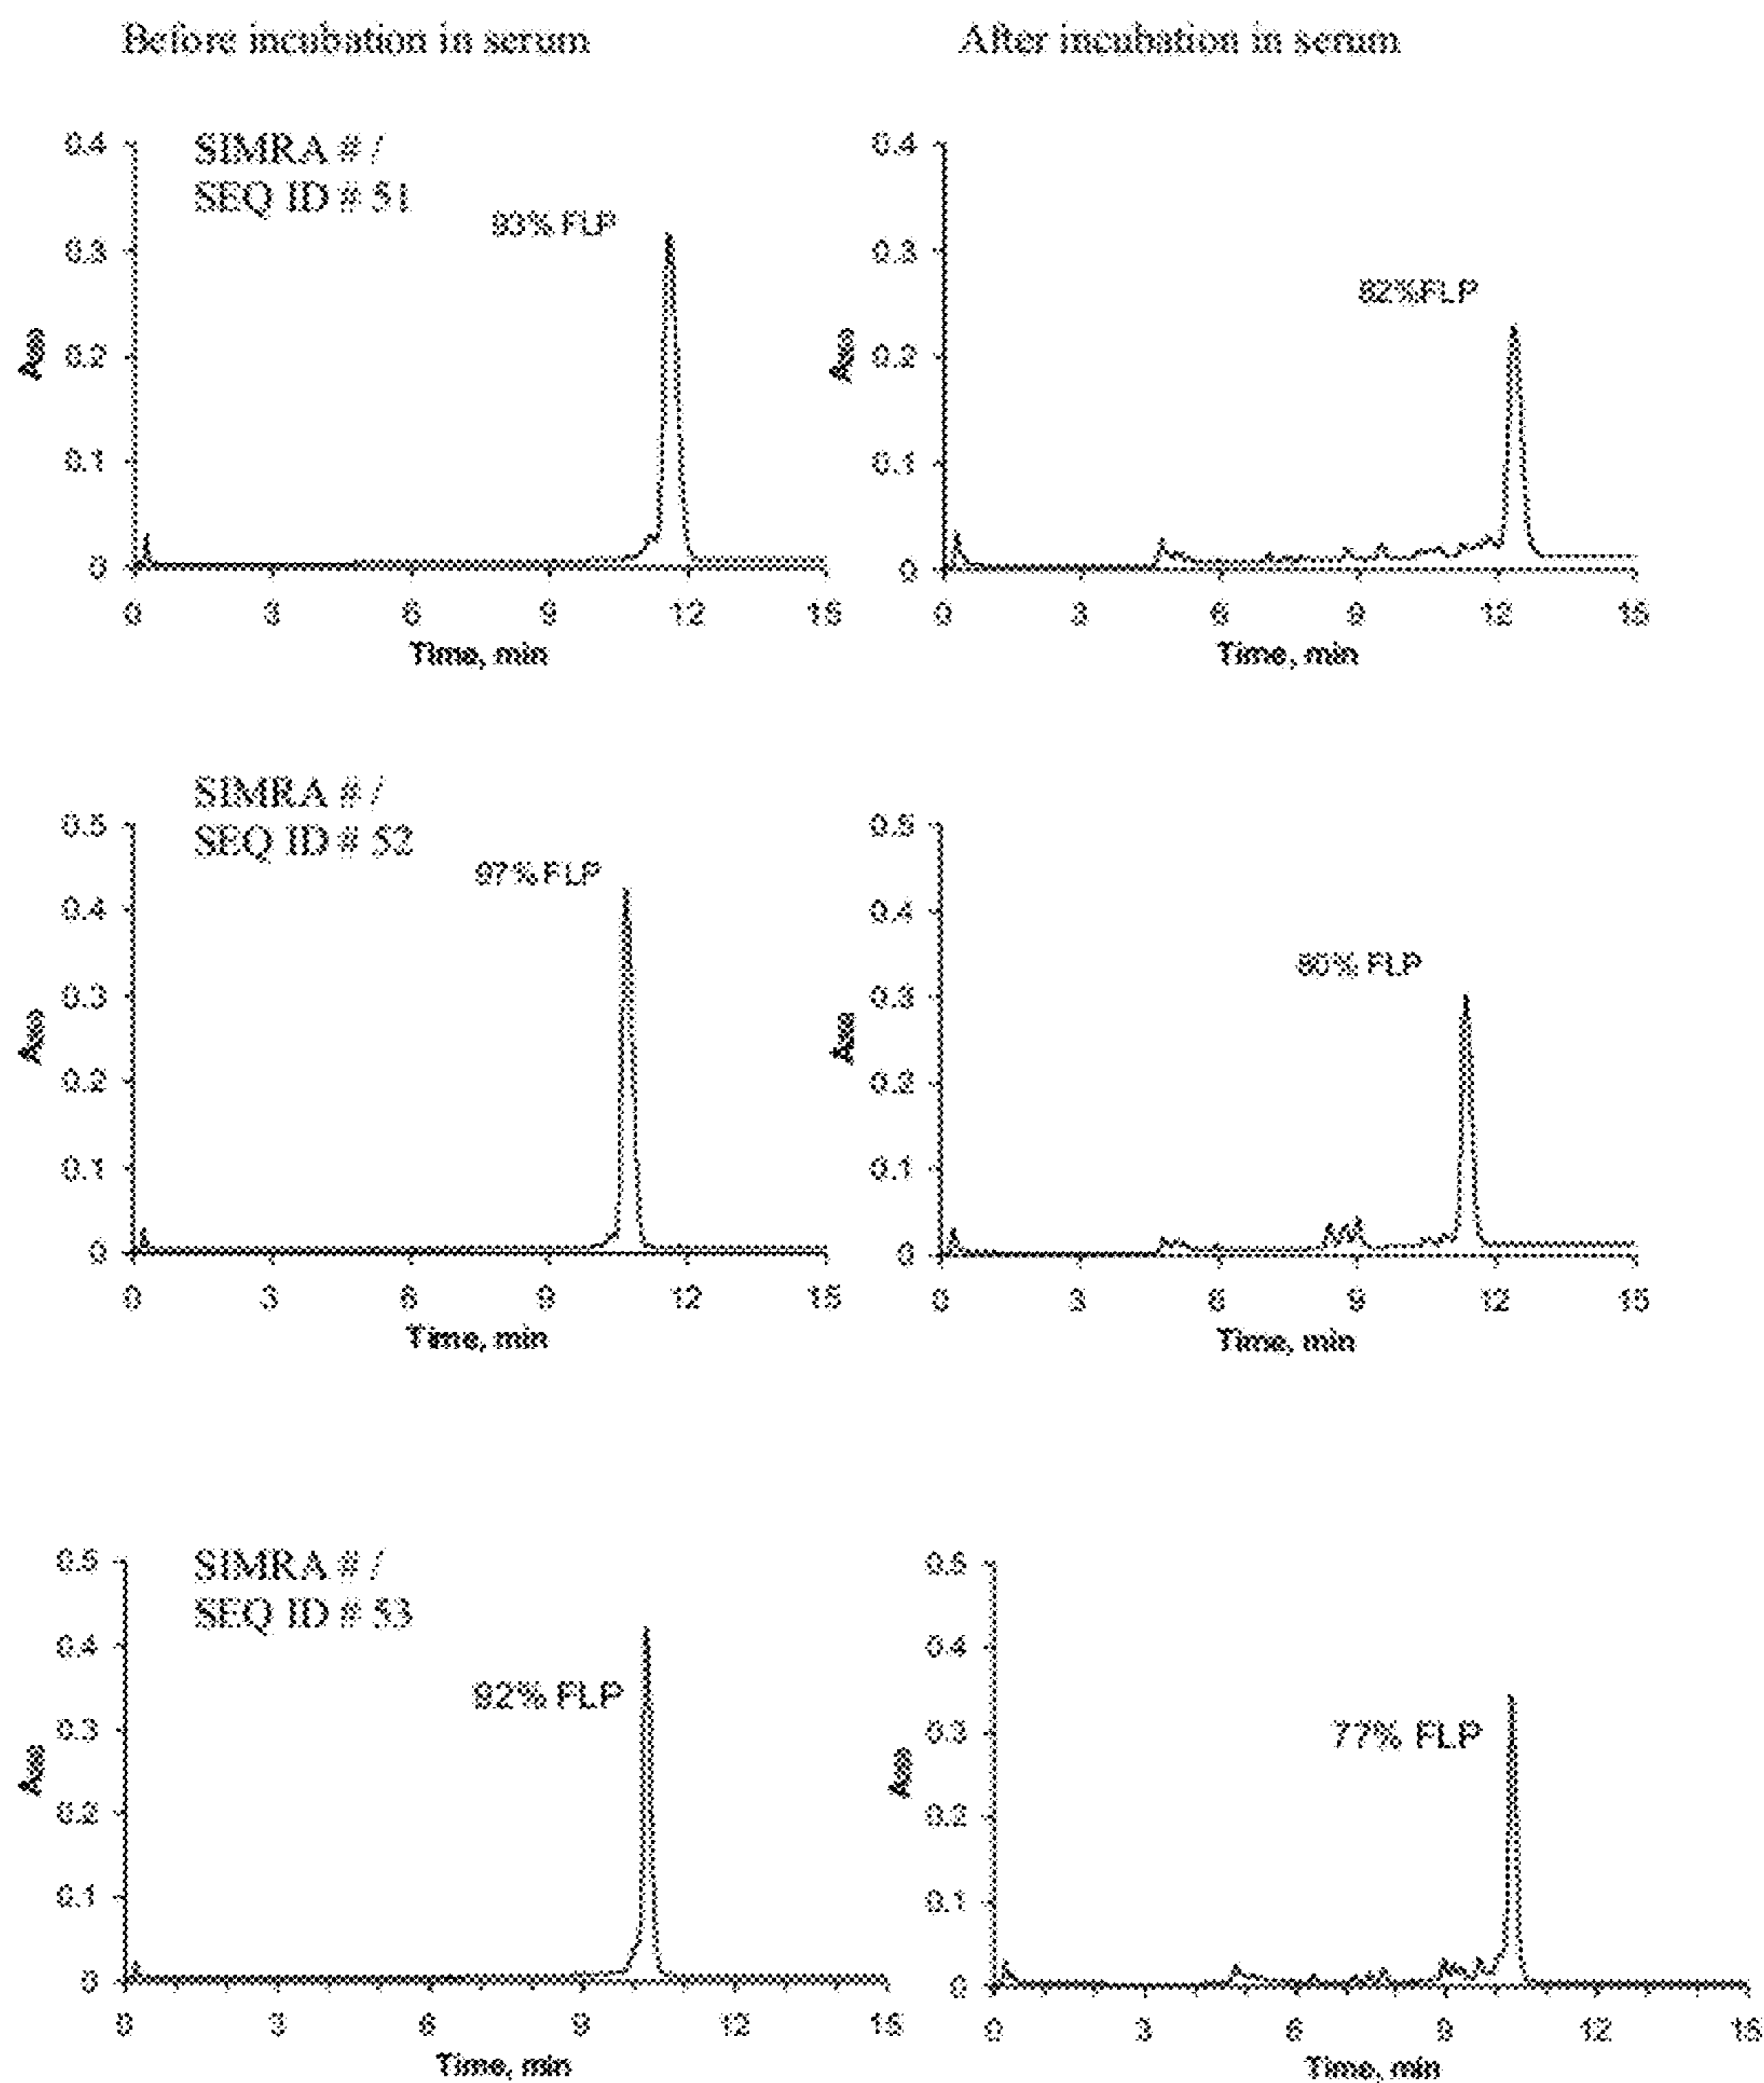 Before incubation in serum
After incubation in serum
SIMRA # /
SEQ ID # 51
93% FLP
0.4
0.3
0.2
0.1
0
0 3 6 9 12 15
Time, min
82%FLP
0.4
0.3
0.2
0.1
0
0 3 6 9 12 15
Time, min
SIMRA # /
SEQ ID # 52
97% FLP
0.5
0.4
0.3
0.2
0.1
0
0 3 6 9 12 15
Time, min
80% FLP
0.5
0.4
0.3
0.2
0.1
0
0 3 6 9 12 15
Time, min
SIMRA # /
SEQ ID # 53
92% FLP
0.5
0.4
0.3
0.2
0.1
0
0 3 6 9 12 15
Time, min
77% FLP
0.5
0.4
0.3
0.2
0.1
0
0 3 6 9 12 15
Time, min